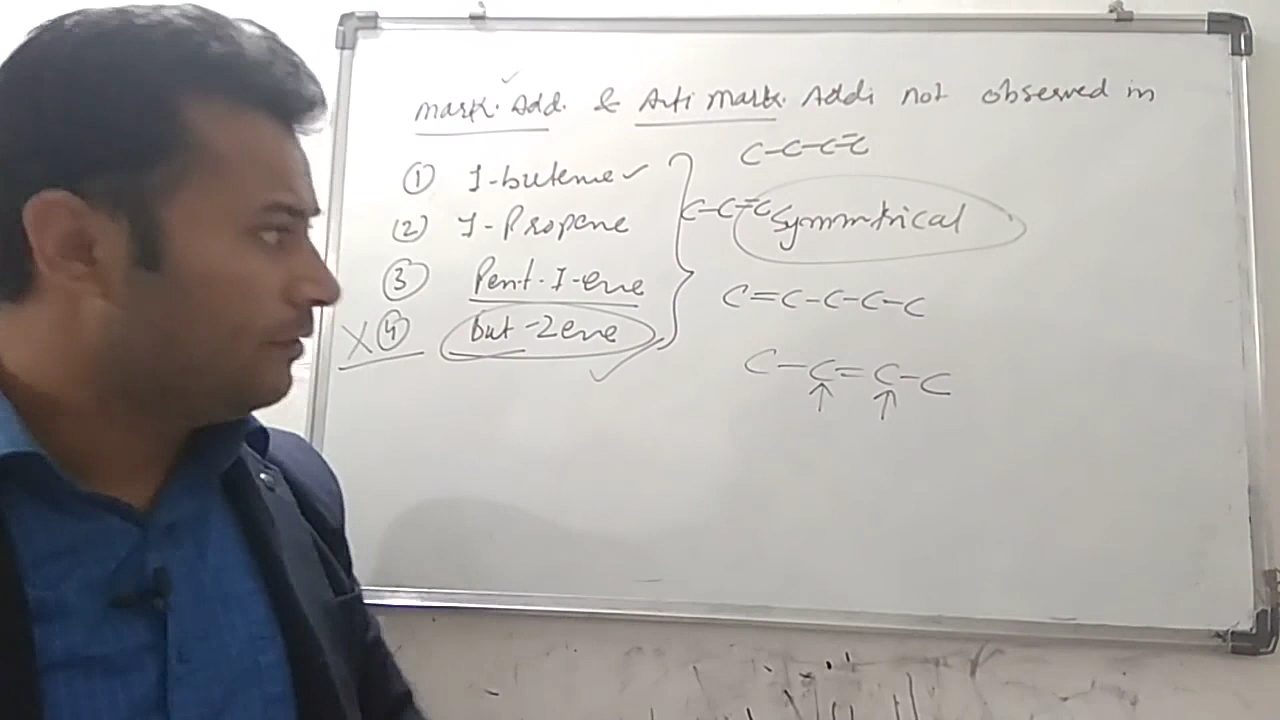 mark. Add. & Anti mark. Addi not observed in
① 1-butene ✓
C-C-C=C
② 1-Propene
C-C=C
Symmtrical
③ Pent-1-ene
C=C-C-C-C
X ④ but-2ene ✓
C-C=C-C
↑ ↑